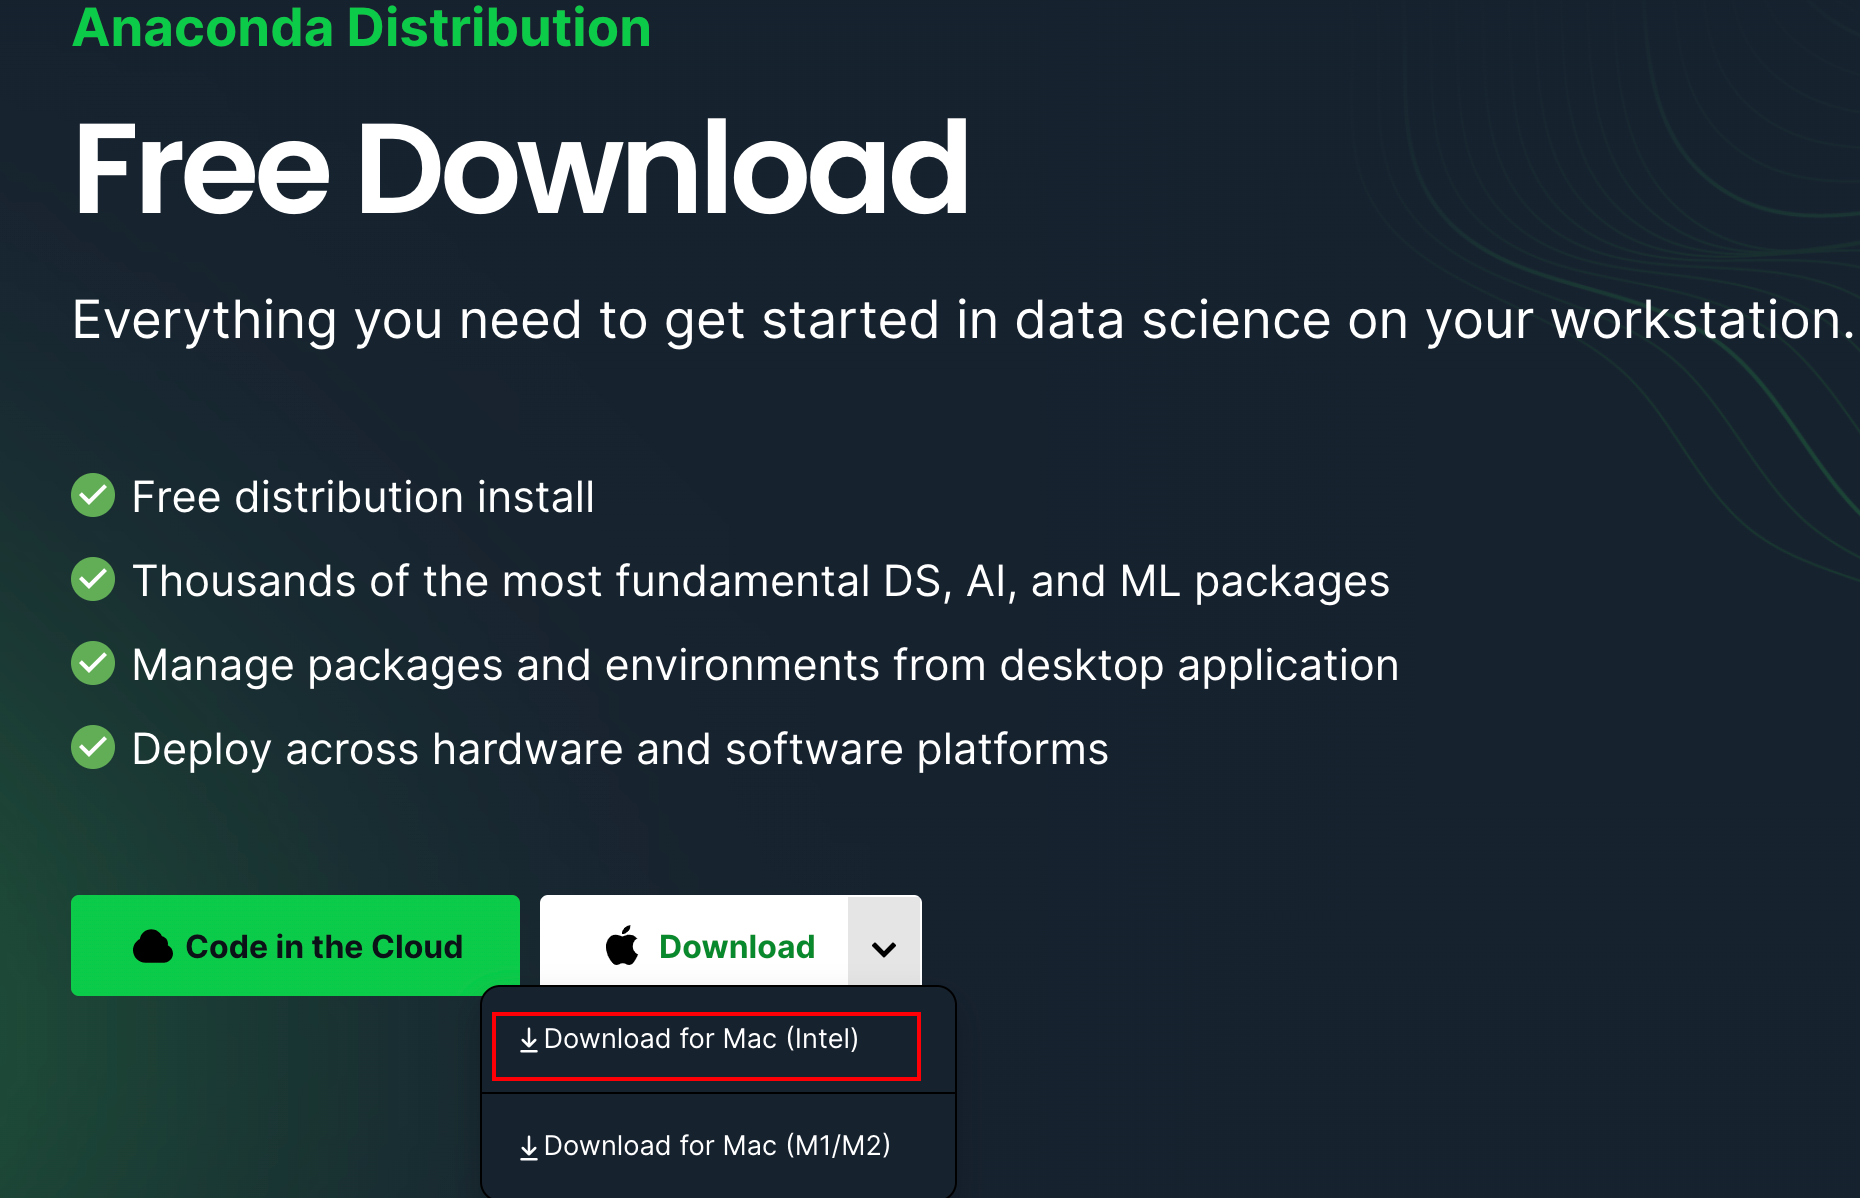 Anaconda Distribution
Free Download
Everything you need to get started in data science on your workstation.
Free distribution install
Thousands of the most fundamental DS, AI, and ML packages
Manage packages and environments from desktop application
Deploy across hardware and software platforms
Code in the Cloud
Download
Download for Mac (Intel)
Download for Mac (M1/M2)